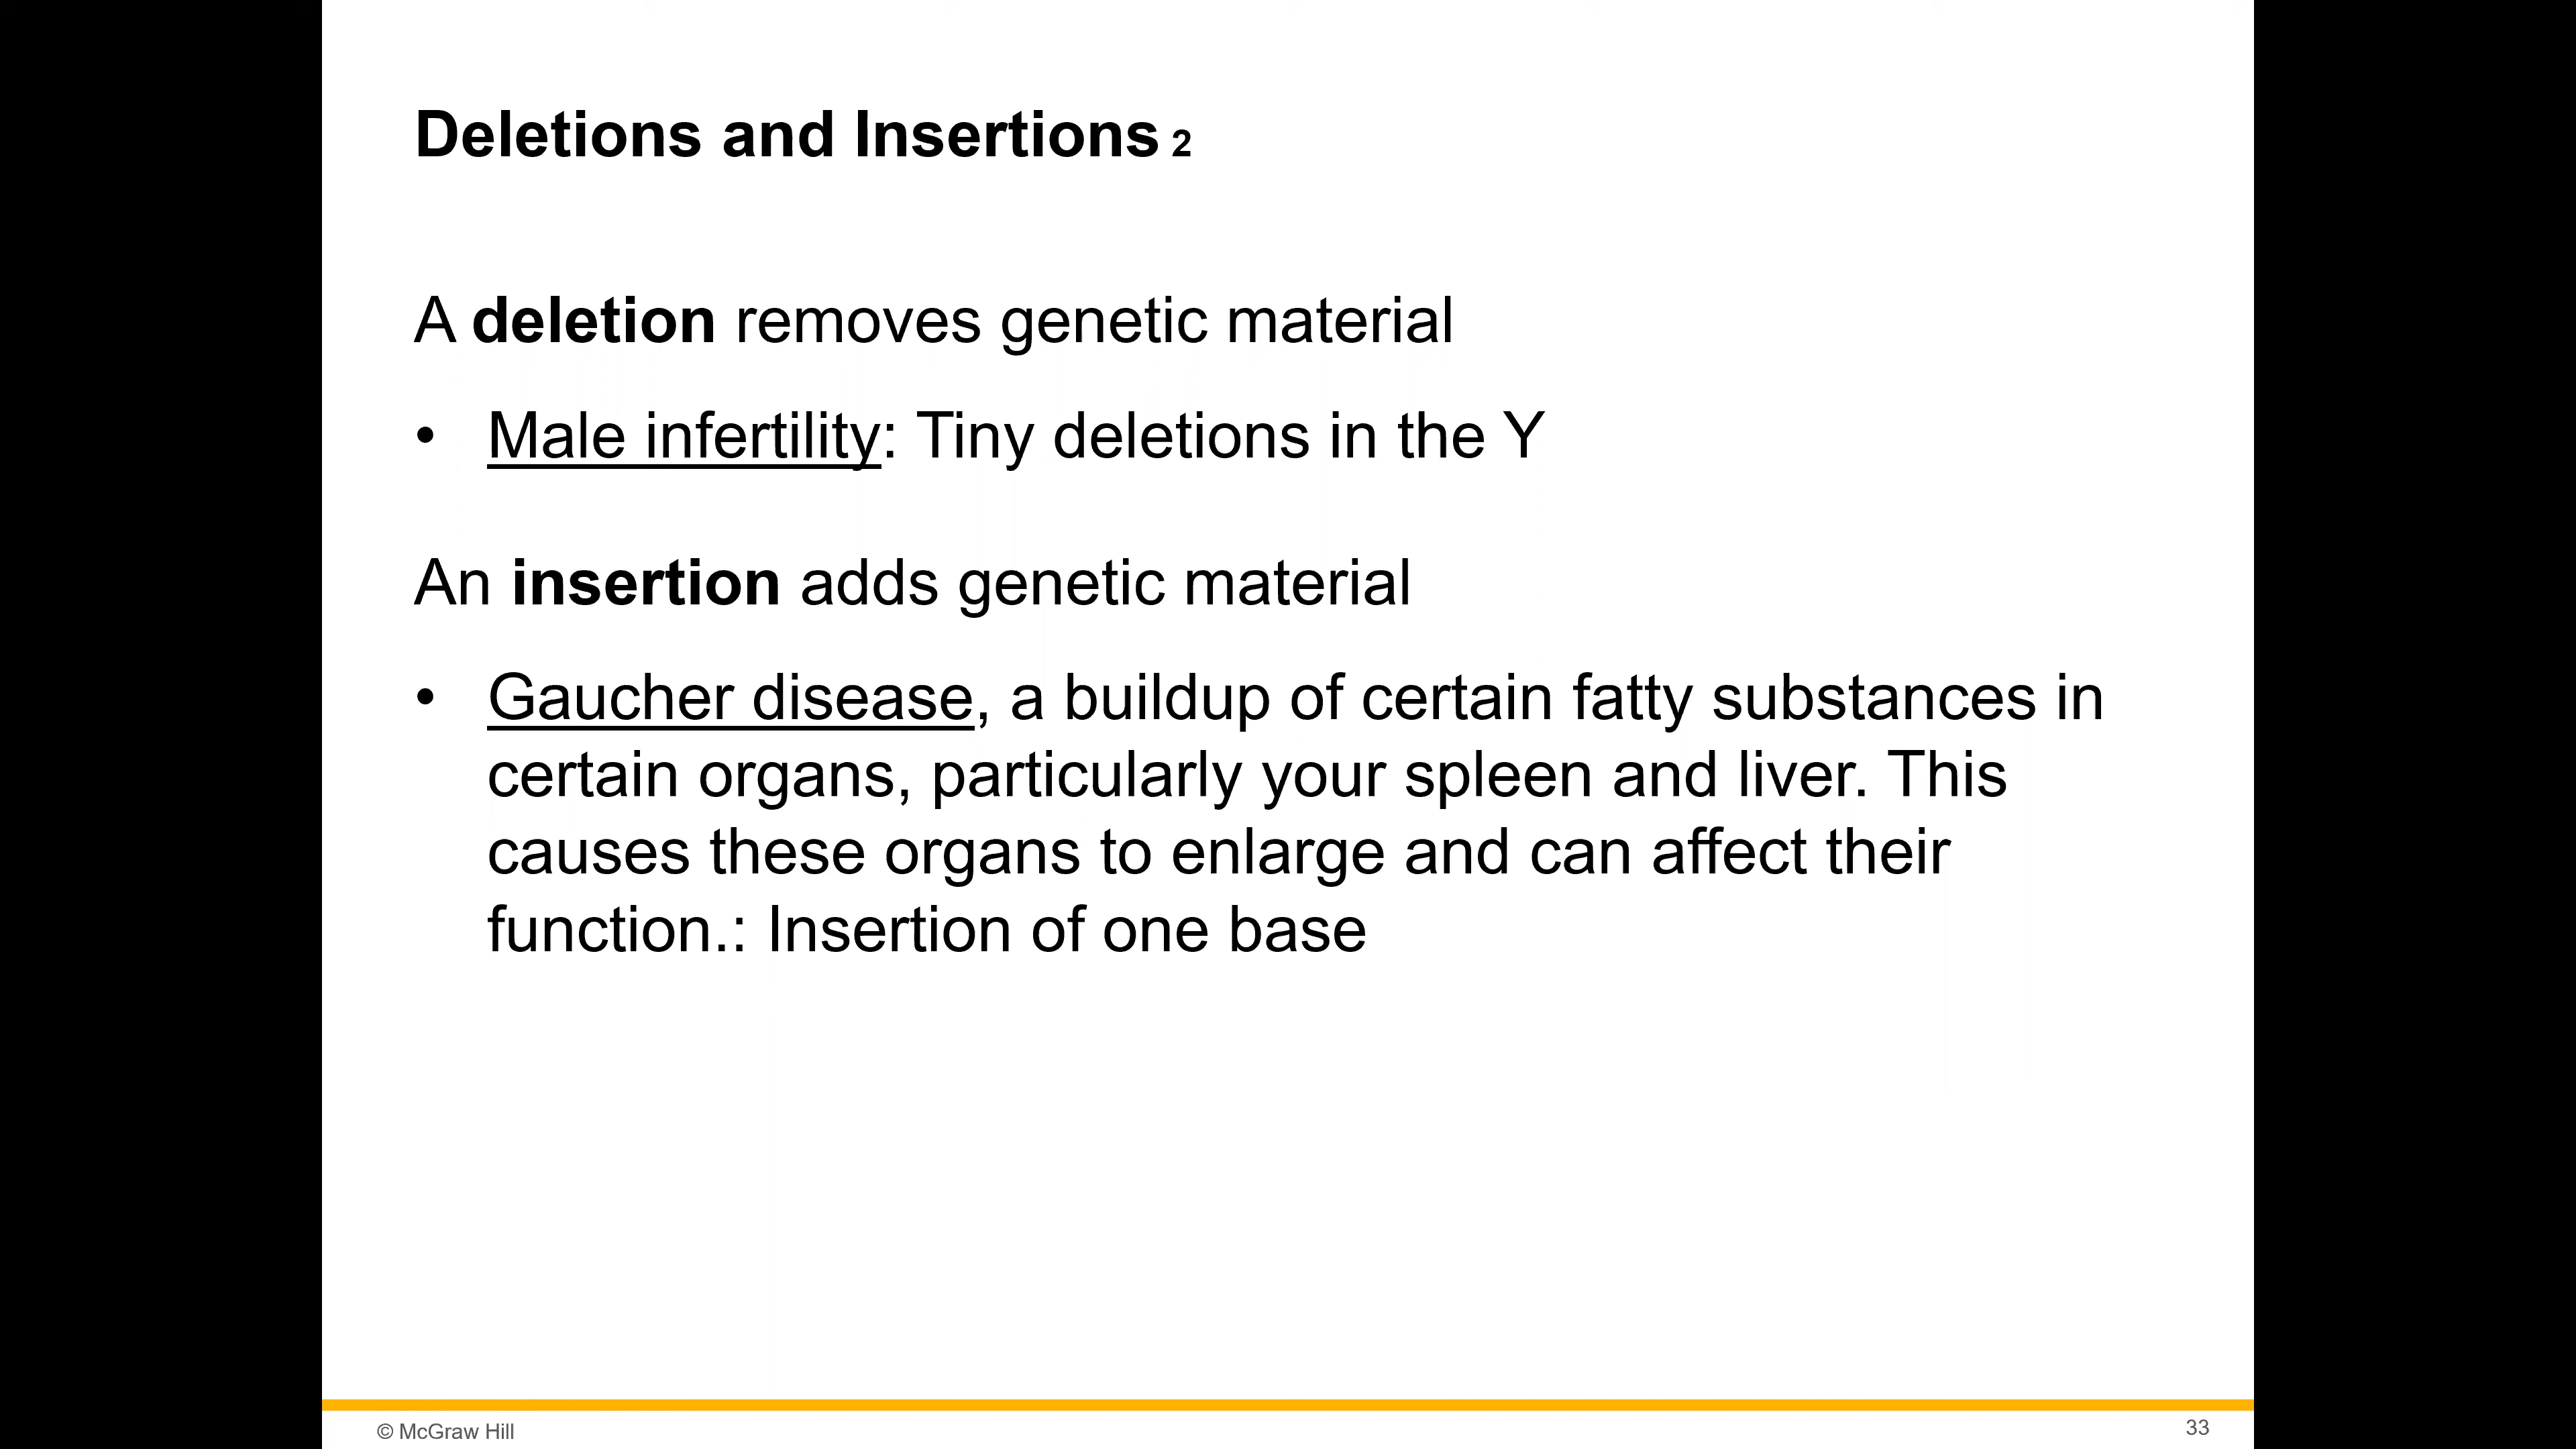 Deletions and Insertions 2
A deletion removes genetic material
• Male infertility: Tiny deletions in the Y
An insertion adds genetic material
• Gaucher disease, a buildup of certain fatty substances in
certain organs, particularly your spleen and liver. This
causes these organs to enlarge and can affect their
function.: Insertion of one base
© McGraw Hill
33